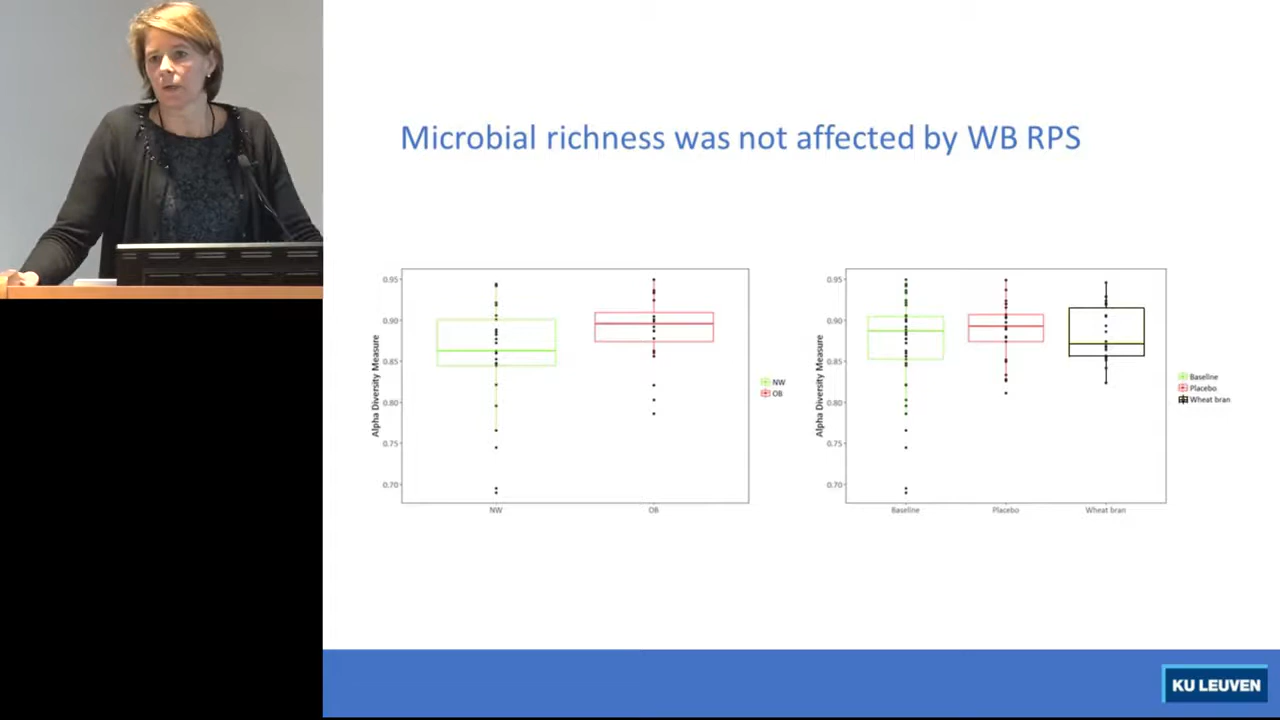 Microbial richness was not affected by WB RPS
Alpha Diversity Measure
0.95
0.90
0.85
0.80
0.75
0.70
NW
OB
NW
OB
Alpha Diversity Measure
0.95
0.90
0.85
0.80
0.75
0.70
Baseline
Placebo
Wheat bran
Baseline
Placebo
Wheat bran
KU LEUVEN